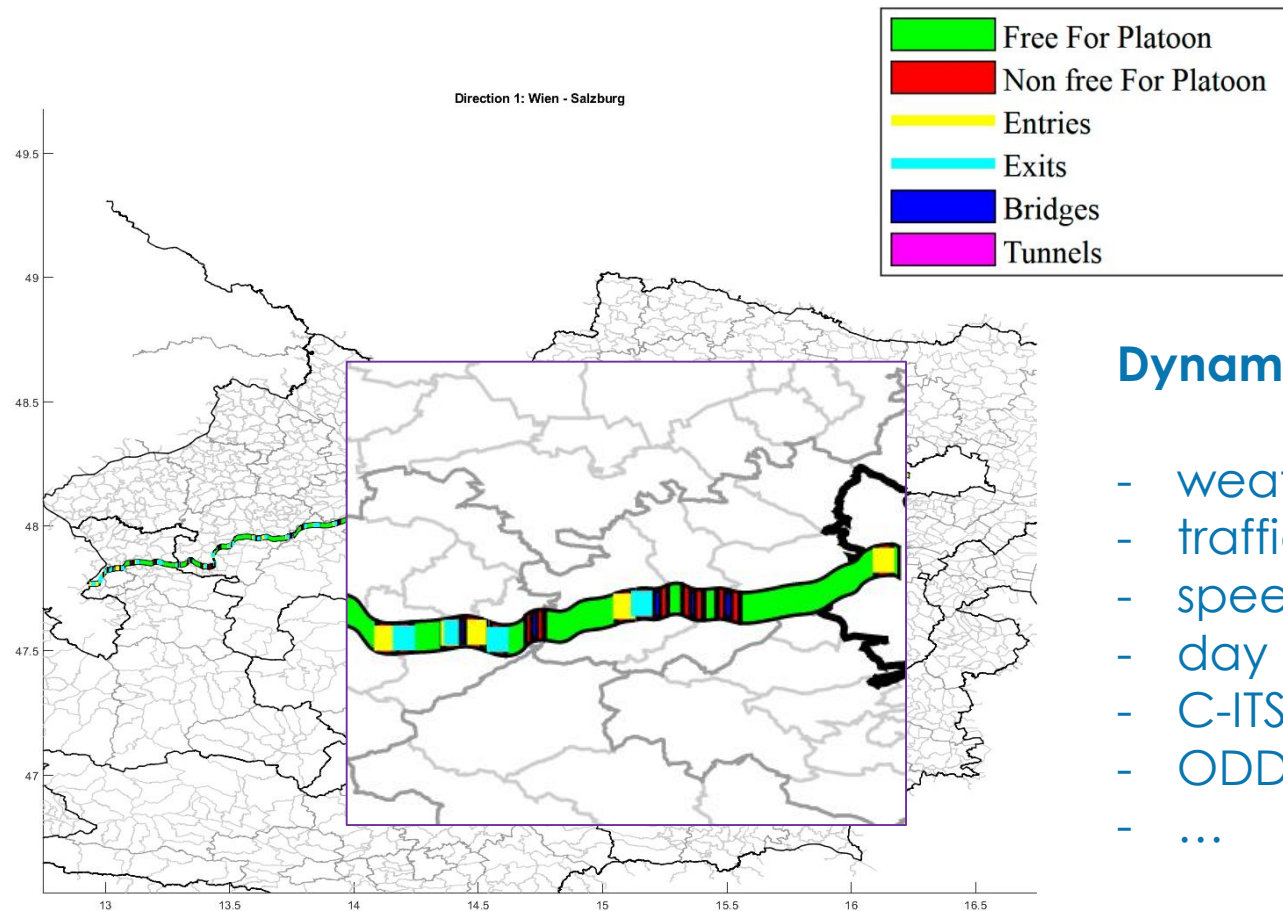 Free For Platoon
Non free For Platoon
Entries
Exits
Bridges
Tunnels
Direction 1: Wien - Salzburg
49.5
49
48.5
48
47.5
47
13
13.5
14
14.5
15
15.5
16
16.5
Dynam
- weat
- traffic
- spee
- day
- C-ITS
- ODD
- ...